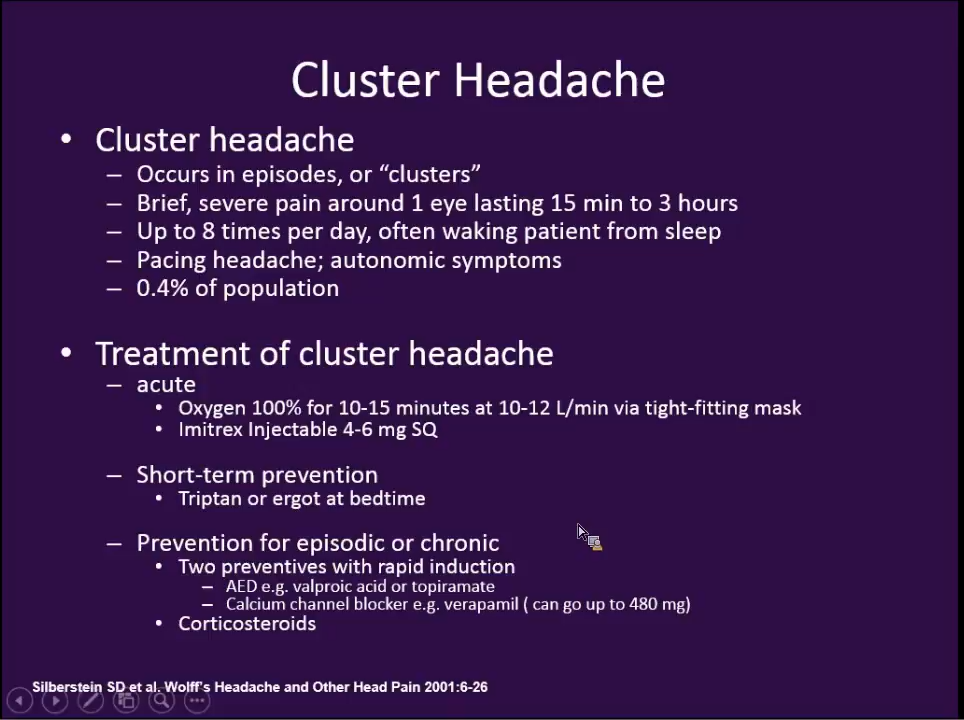 Cluster Headache
• Cluster headache
– Occurs in episodes, or “clusters”
– Brief, severe pain around 1 eye lasting 15 min to 3 hours
– Up to 8 times per day, often waking patient from sleep
– Pacing headache; autonomic symptoms
– 0.4% of population
• Treatment of cluster headache
– acute
• Oxygen 100% for 10-15 minutes at 10-12 L/min via tight-fitting mask
• Imitrex Injectable 4-6 mg SQ
– Short-term prevention
• Triptan or ergot at bedtime
– Prevention for episodic or chronic
• Two preventives with rapid induction
– AED e.g. valproic acid or topiramate
– Calcium channel blocker e.g. verapamil ( can go up to 480 mg)
• Corticosteroids
Silberstein SD et al. Wolff’s Headache and Other Head Pain 2001:6-26